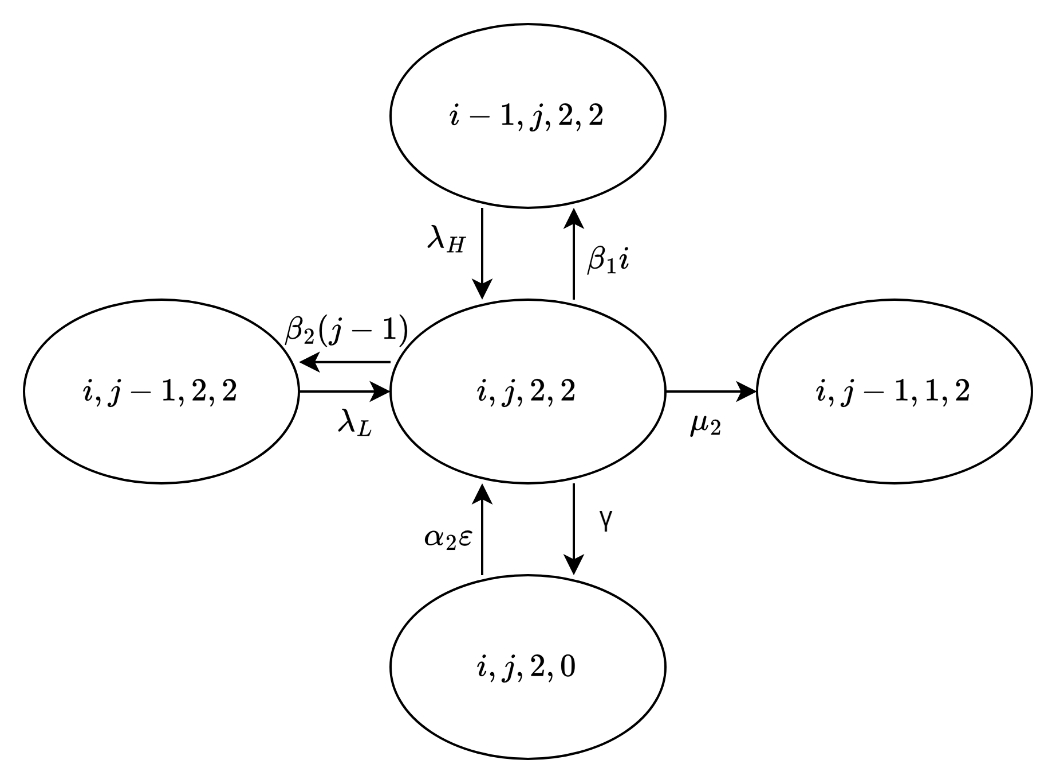 i − 1, j, 2, 2
λ_H
β_1 i
β_2(j − 1)
i, j − 1, 2, 2
i, j, 2, 2
i, j − 1, 1, 2
λ_L
μ_2
α_2 ε
γ
i, j, 2, 0